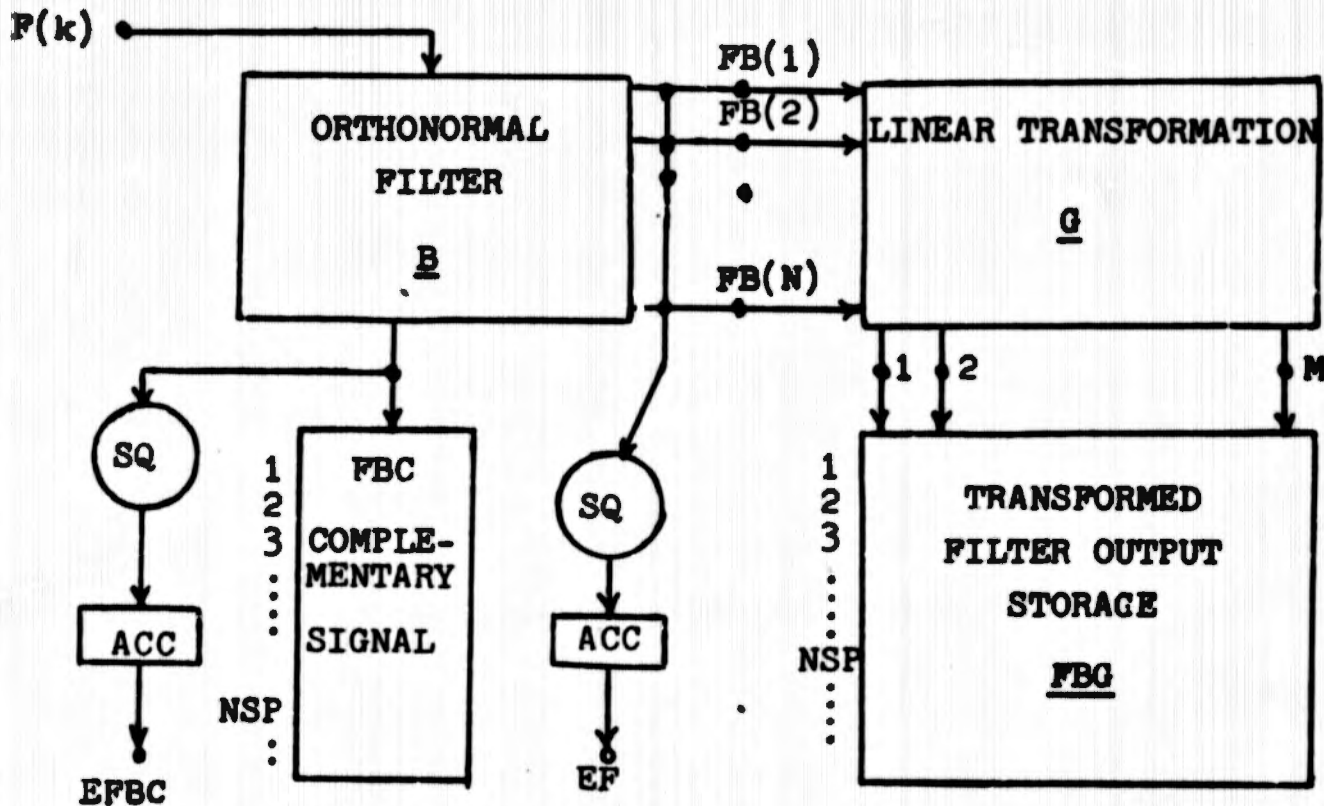 F(k)
ORTHONORMAL
FILTER
B
FB(1)
FB(2)
FB(N)
LINEAR TRANSFORMATION
G
1
2
M
SQ
ACC
EFBC
1
2
3
NSP
FBC
COMPLE-
MENTARY
SIGNAL
SQ
ACC
EF
1
2
3
NSP
TRANSFORMED
FILTER OUTPUT
STORAGE
FBG